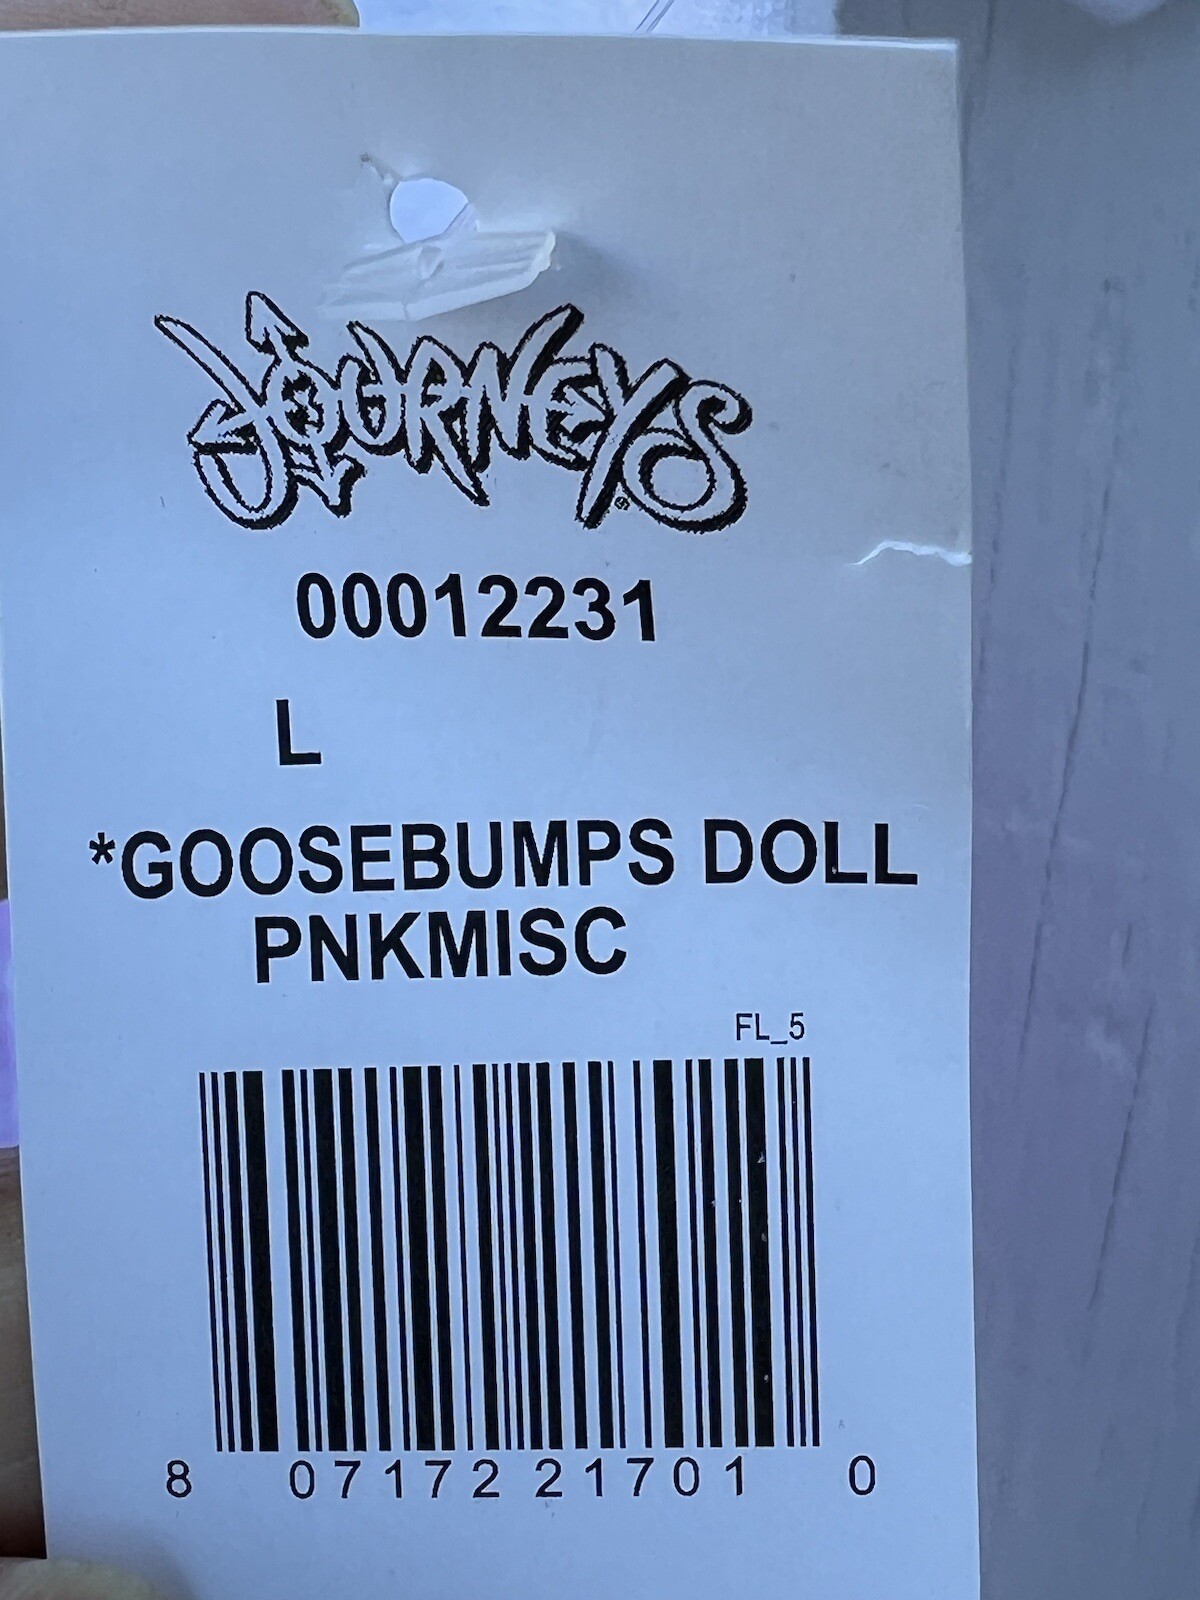 JOURNEYS
00012231
L
*GOOSEBUMPS DOLL
PNKMISC
FL_5
8 07172 21701 0